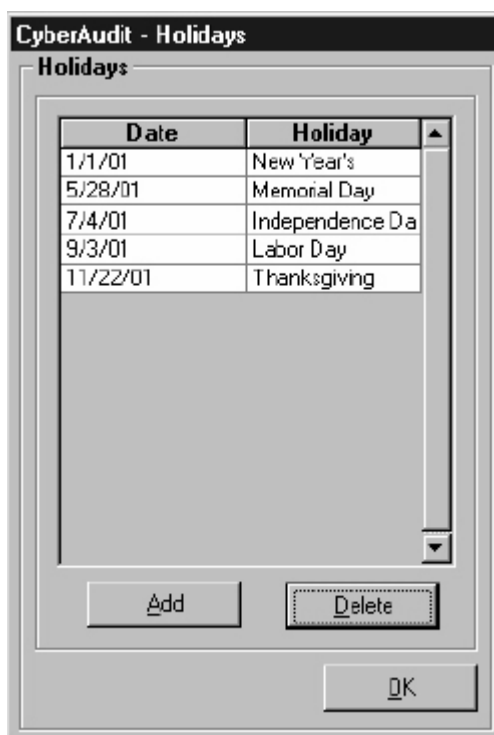 CyberAudit - Holidays
Holidays
Date Holiday
1/1/01 New Year's
5/28/01 Memorial Day
7/4/01 Independence Da
9/3/01 Labor Day
11/22/01 Thanksgiving
Add Delete
OK